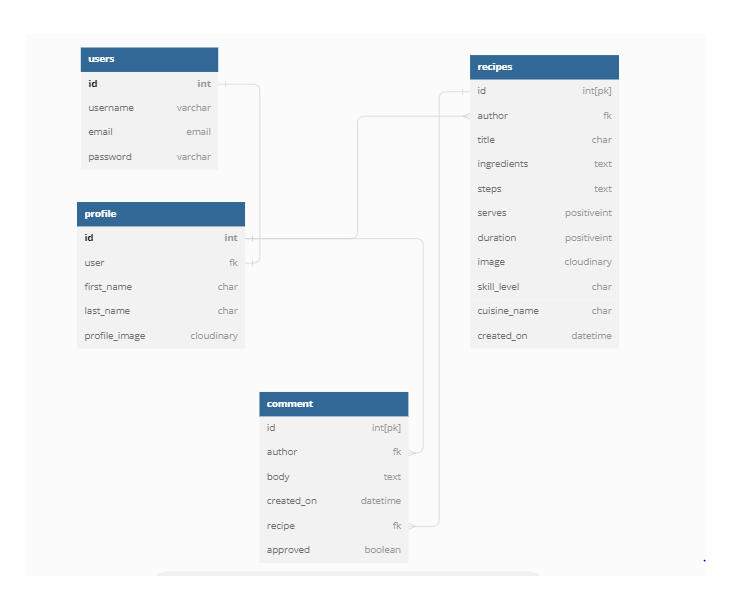 users
id int
username varchar
email email
password varchar
profile
id int
user fk
first_name char
last_name char
profile_image cloudinary
recipes
id int[pk]
author fk
title char
ingredients text
steps text
serves positiveint
duration positiveint
image cloudinary
skill_level char
cuisine_name char
created_on datetime
comment
id int[pk]
author fk
body text
created_on datetime
recipe fk
approved boolean